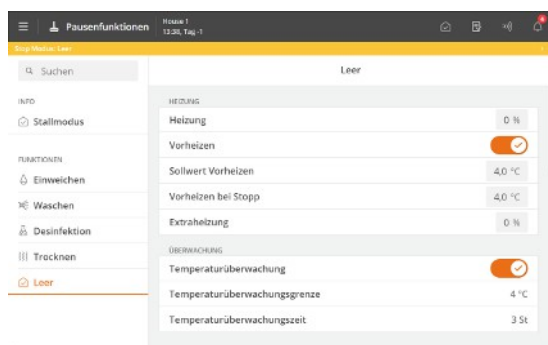 Pausenfunktionen
House 1
13:38, Tag -1
Stop Modus: Leer
Suchen
INFO
Stallmodus
FUNKTIONEN
Einweichen
Waschen
Desinfektion
Trocknen
Leer
Leer
HEIZUNG
Heizung 0 %
Vorheizen
Sollwert Vorheizen 4,0 °C
Vorheizen bei Stopp 4,0 °C
Extraheizung 0 %
ÜBERWACHUNG
Temperaturüberwachung
Temperaturüberwachungsgrenze 4 °C
Temperaturüberwachungszeit 3 St